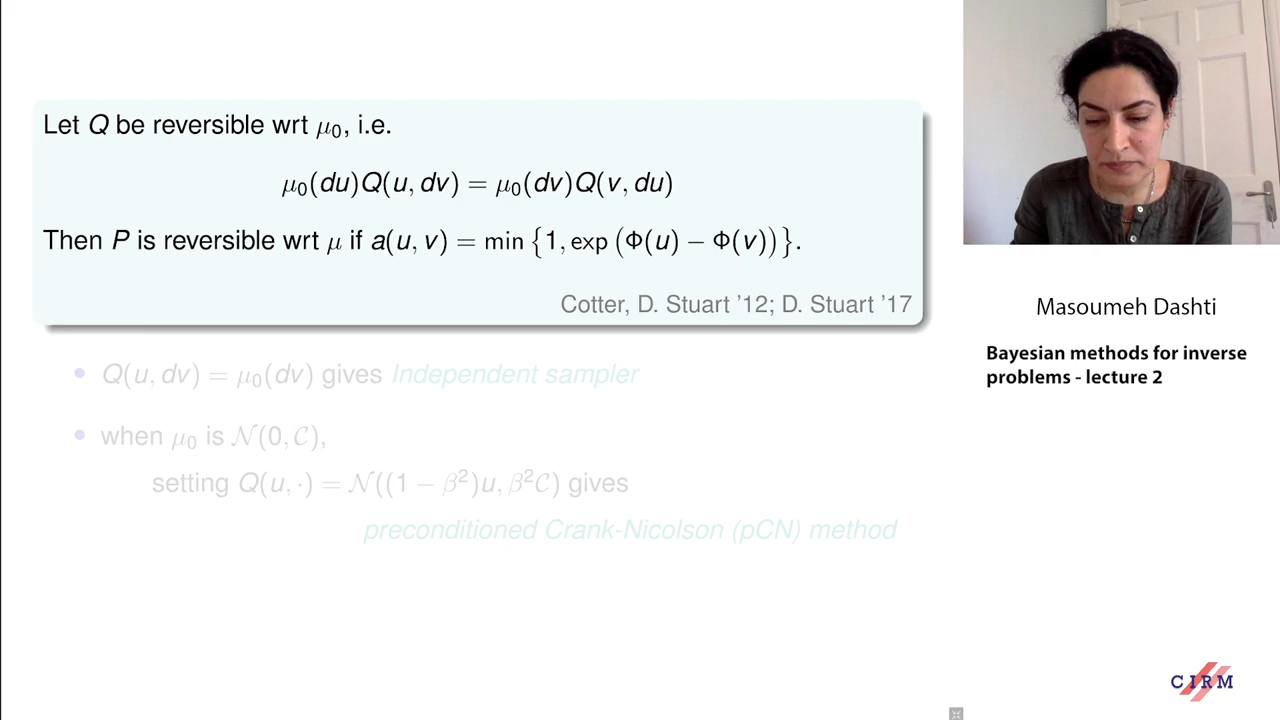 Let Q be reversible wrt μ₀, i.e.
μ₀(du)Q(u, dv) = μ₀(dv)Q(v, du)
Then P is reversible wrt μ if a(u, v) = min {1, exp (Φ(u) − Φ(v))}.
Cotter, D. Stuart '12; D. Stuart '17
• Q(u, dv) = μ₀(dv) gives Independent sampler
• when μ₀ is 𝒩(0, 𝒞),
setting Q(u, ·) = 𝒩((1 − β²)u, β²𝒞) gives
preconditioned Crank-Nicolson (pCN) method
Masoumeh Dashti
Bayesian methods for inverse
problems - lecture 2
CIRM